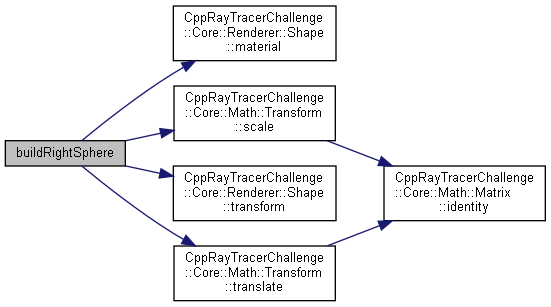 CppRayTracerChallenge
::Core::Renderer::Shape
::material
CppRayTracerChallenge
::Core::Math::Transform
::scale
buildRightSphere
CppRayTracerChallenge
::Core::Renderer::Shape
::transform
CppRayTracerChallenge
::Core::Math::Matrix
::identity
CppRayTracerChallenge
::Core::Math::Transform
::translate